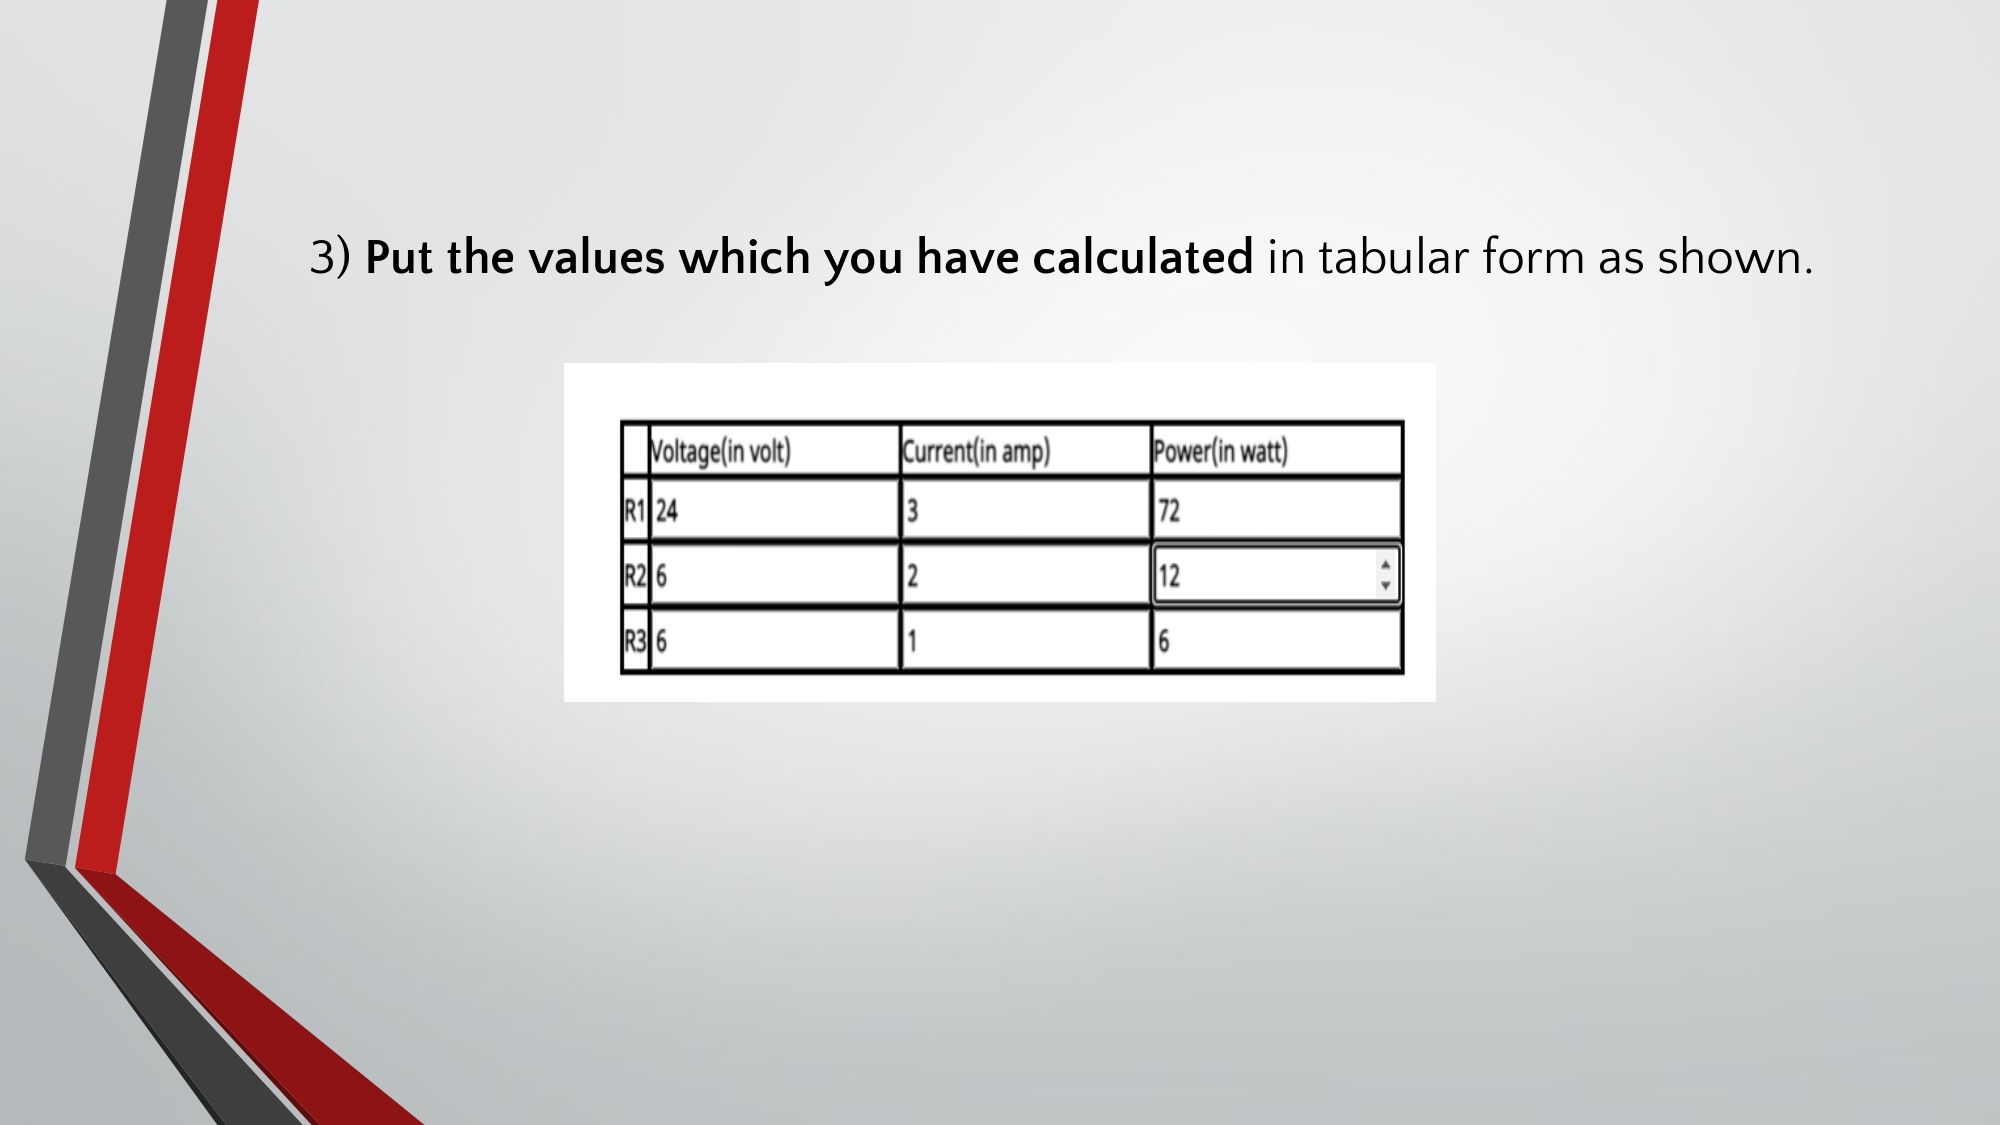 3) Put the values which you have calculated in tabular form as shown.
Voltage(in volt) Current(in amp) Power(in watt)
R1 24 3 72
R2 6 2 12
R3 6 1 6